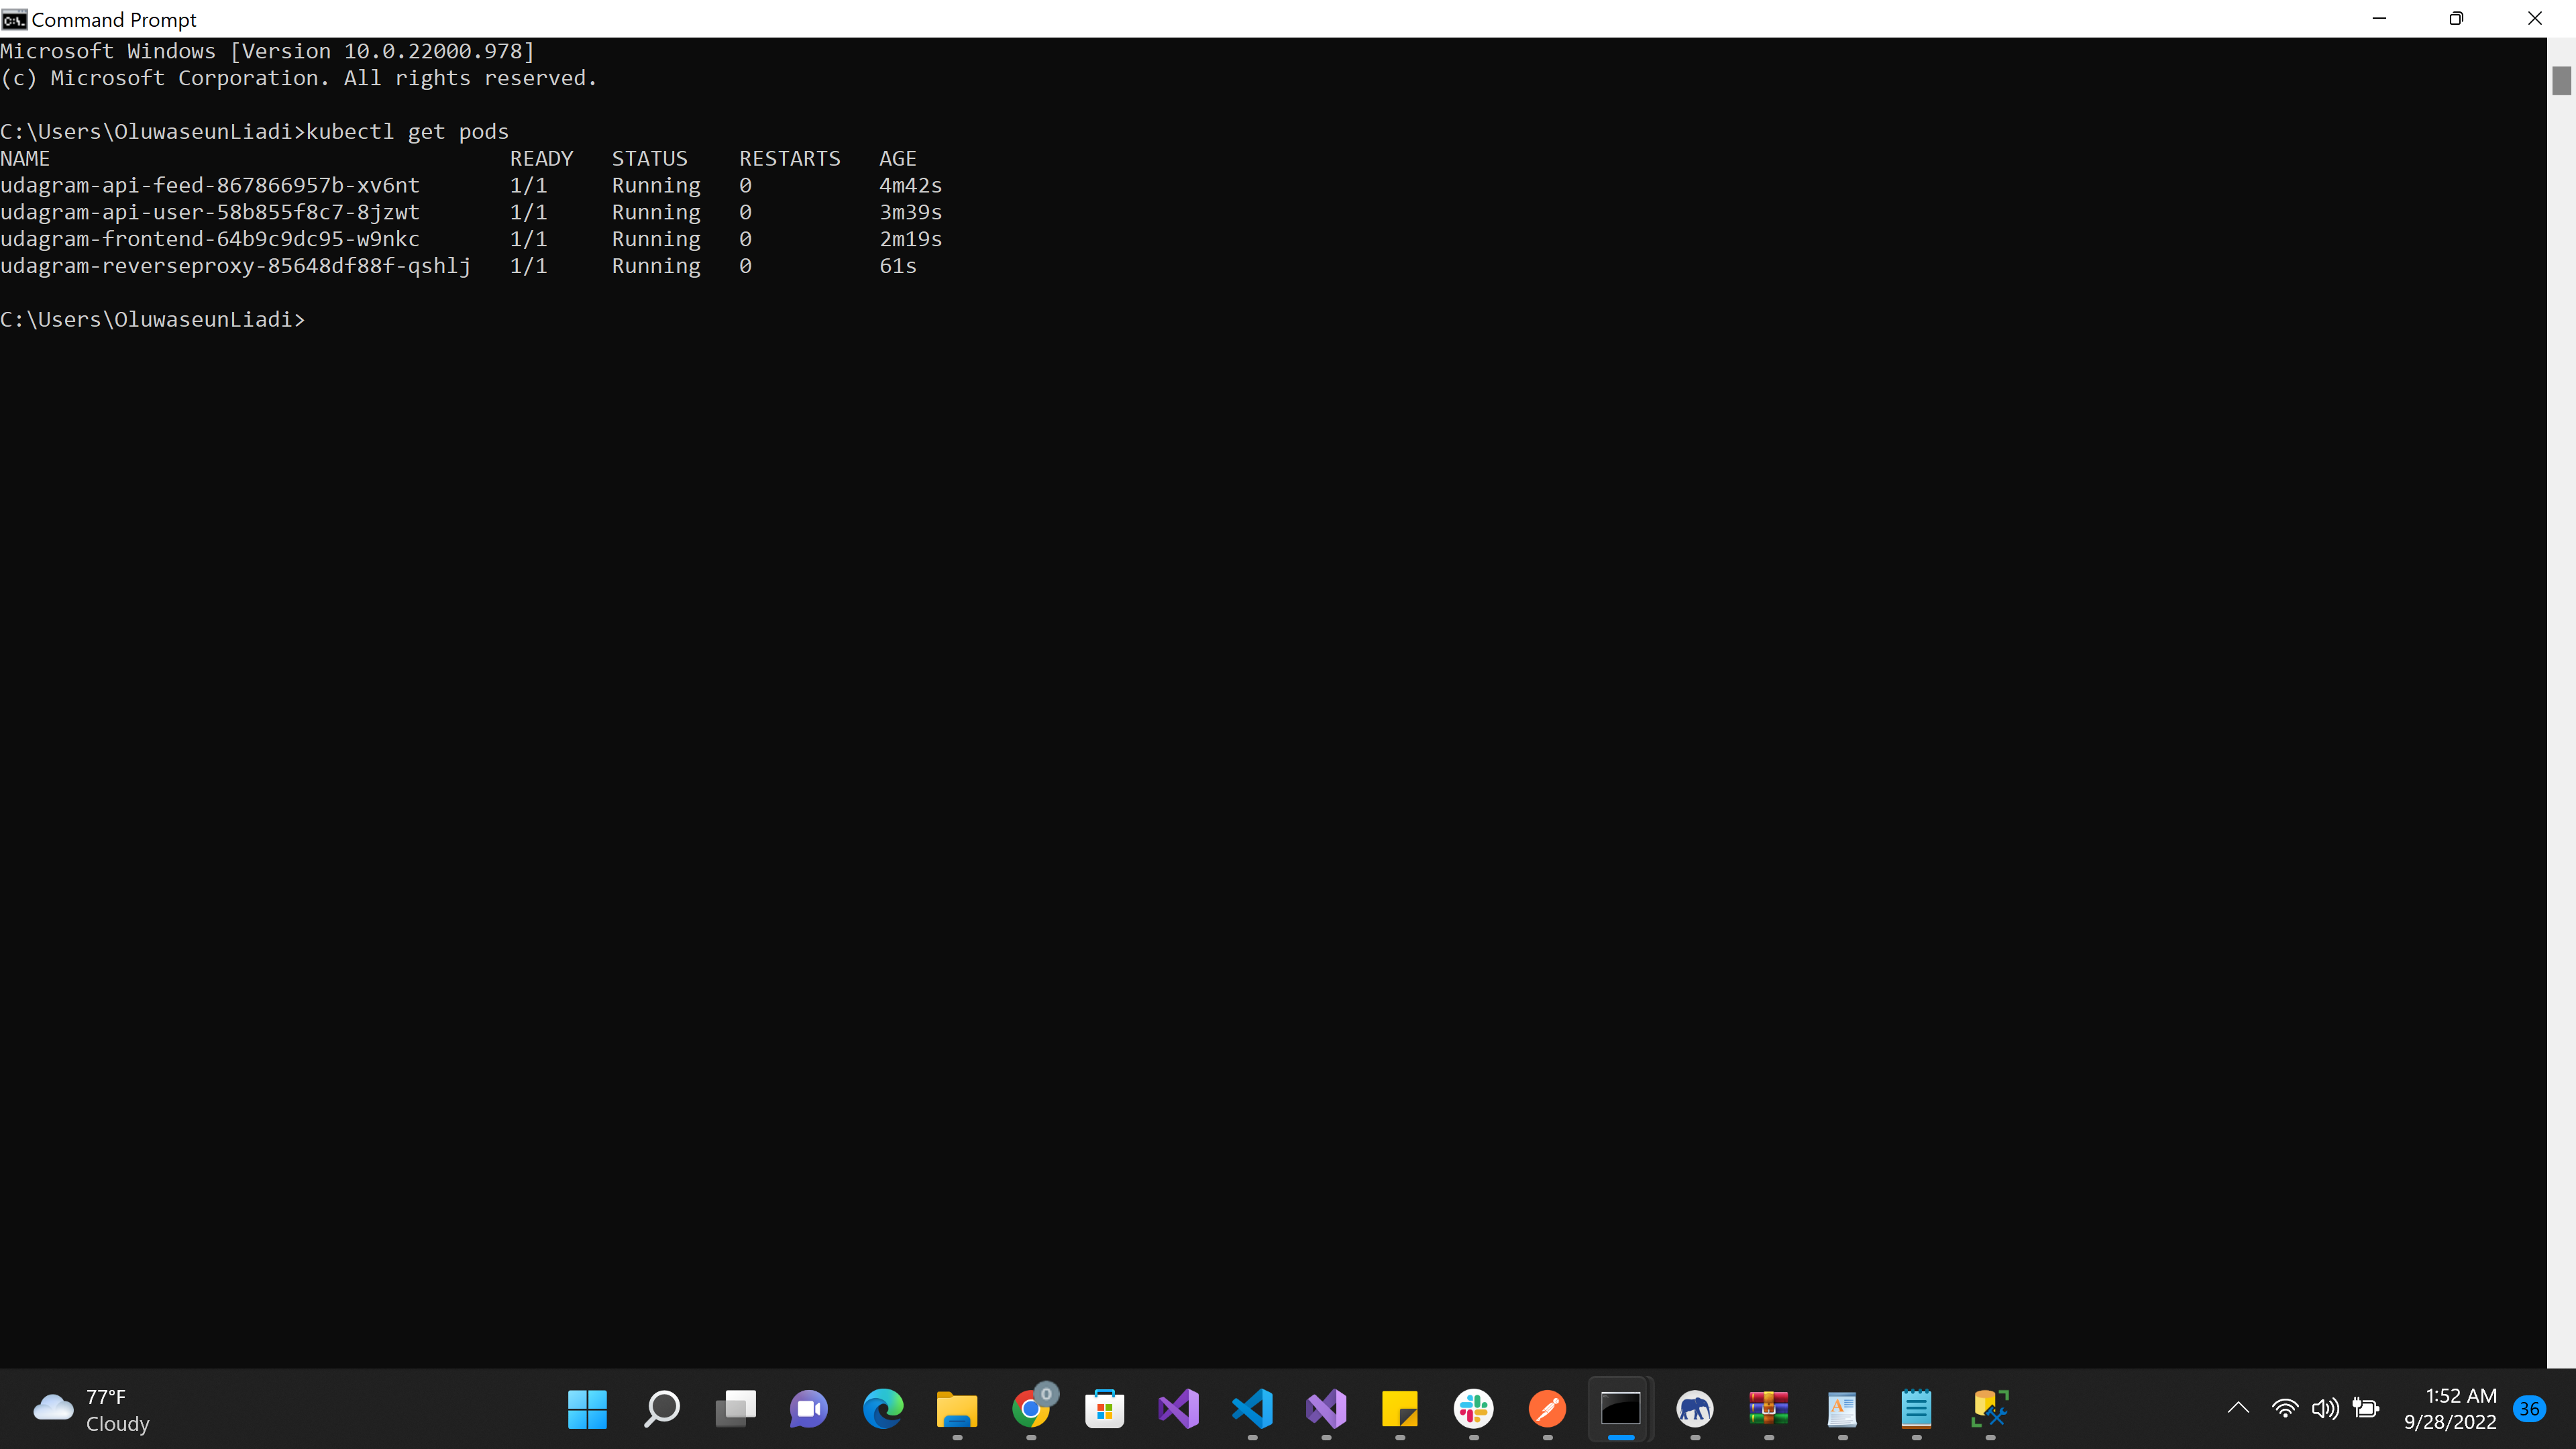 Command Prompt
Microsoft Windows [Version 10.0.22000.978]
(c) Microsoft Corporation. All rights reserved.
C:\Users\OluwaseunLiadi>kubectl get pods
NAME READY STATUS RESTARTS AGE
udagram-api-feed-867866957b-xv6nt 1/1 Running 0 4m42s
udagram-api-user-58b855f8c7-8jzwt 1/1 Running 0 3m39s
udagram-frontend-64b9c9dc95-w9nkc 1/1 Running 0 2m19s
udagram-reverseproxy-85648df88f-qshlj 1/1 Running 0 61s
C:\Users\OluwaseunLiadi>
77°F
Cloudy
0
1:52 AM
9/28/2022
36